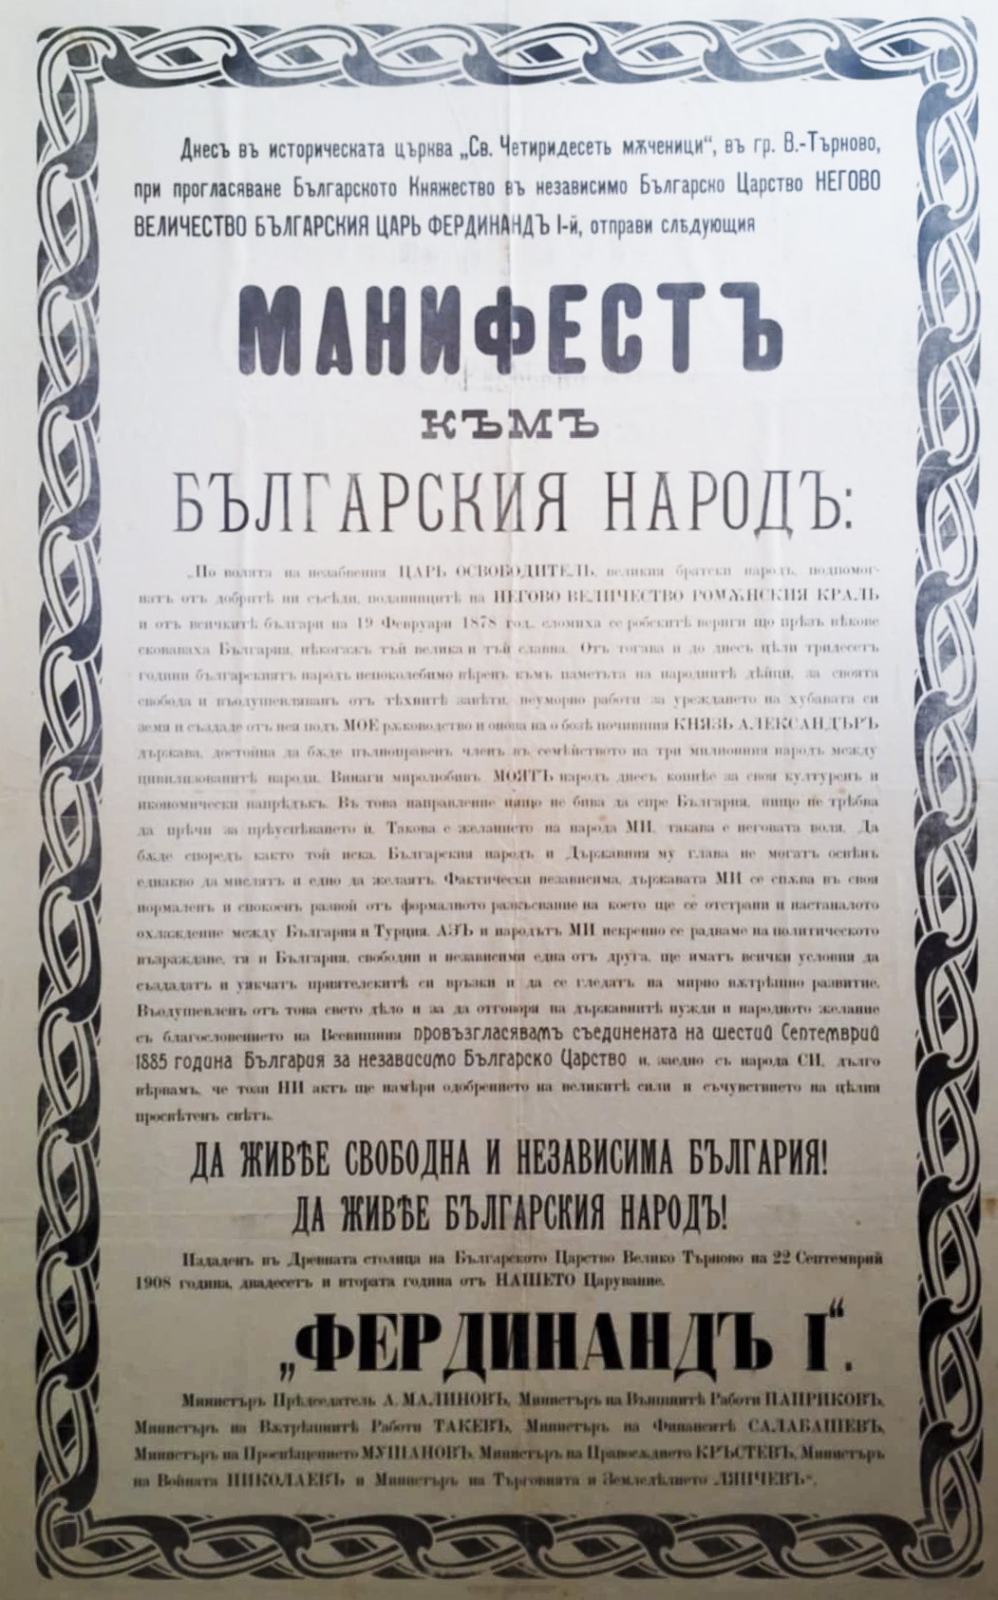 Днесъ въ историческата църква „Св. Четиридесеть мѫченици“, въ гр. В.-Търново,
при прогласяване Българското Княжество въ независимо Българско Царство НЕГОВО
ВЕЛИЧЕСТВО БЪЛГАРСКИЯ ЦАРЬ ФЕРДИНАНДЪ I-й, отправи слѣдующия
МАНИФЕСТЪ
КЪМЪ
БЪЛГАРСКИЯ НАРОДЪ:
„По волята на незабвения ЦАРЬ ОСВОБОДИТЕЛЬ, великия братски народъ, подпомог-
натъ отъ добритѣ ни съсѣди, поданницитѣ на НЕГОВО ВЕЛИЧЕСТВО РОМѪНСКИЯ КРАЛЬ
и отъ всичкитѣ българи на 19 Февруари 1878 год. сломиха се робскитѣ вериги що прѣзъ вѣкове
сковаваха България, нѣкогажъ тъй велика и тъй славна. Отъ тогава и до днесъ цѣли тридесетъ
години българскиятъ народъ непоколебимо вѣренъ къмъ паметьта на народнитѣ дѣйци, за своята
свобода и въодушевляванъ отъ тѣхнитѣ завѣти, неуморно работи за уреждането на хубавата си
земя и създаде отъ нея подъ МОЕ рѫководство и онова на о бозѣ почившия КНЯЗЬ АЛЕКСАНДЪРЪ
държава, достойна да бѫде пълноправенъ членъ въ семѣйството на три милионния народъ между
цивилизованитѣ народи. Винаги миролюбивъ МОЯТЪ народъ днесъ копнѣе за своя културенъ и
икономически напрѣдъкъ. Въ това направление нищо не бива да спре България, нищо не трѣбва
да прѣчи за прѣуспѣването ѝ. Такова е желанието на народа МИ, такава е неговата воля. Да
бѫде споредъ както той иска. Българския народъ и Държавния му глава не могатъ освѣнъ
еднакво да мислятъ и едно да желаятъ. Фактически независима, държавата МИ се спъва въ своя
нормаленъ и спокоенъ развой отъ формалното разкъсвание на което ще се отстрани и настаналото
охлаждение между България и Турция. АЗЪ и народътъ МИ искренно се радваме на политическото
възраждане, тя и България, свободни и независими една отъ друга, ще иматъ всички условия да
създадатъ и уякчатъ приятелскитѣ си връзки и да се гледатъ на мирно вѫтрѣшно развитие.
Въодушевленъ отъ това свето дѣло и за да отговоря на държавнитѣ нужди и народното желание
съ благословението на Всевишния провъзгласявамъ съединената на шестий Септемврий
1885 година България за независимо Българско Царство и, заедно съ народа СИ, дълго
вѣрвамъ, че този НИ актъ ще намѣри одобрението на великитѣ сили и съчувствието на цѣлия
просвѣтенъ свѣтъ.
ДА ЖИВѢЕ СВОБОДНА И НЕЗАВИСИМА БЪЛГАРИЯ!
ДА ЖИВѢЕ БЪЛГАРСКИЯ НАРОДЪ!
Издаденъ въ Древната столица на Българското Царство Велико Търново на 22 Септемврий
1908 година, двадесетъ и втората година отъ НАШЕТО Царувание.
„ФЕРДИНАНДЪ I“.
Министъръ Прѣдседатель А. МАЛИНОВЪ, Министъръ на Външнитѣ Работи ПАПРИКОВЪ,
Министъръ на Вѫтрѣшнитѣ Работи ТАКЕВЪ, Министъръ на Финанситѣ САЛАБАШЕВЪ,
Министъръ на Просвѣщението МУШАНОВЪ, Министъръ на Правосѫдието КРЪСТЕВЪ, Министъръ
на Войната НИКОЛАЕВЪ и Министъръ на Търговията и Земледѣлието ЛЯПЧЕВЪ“.